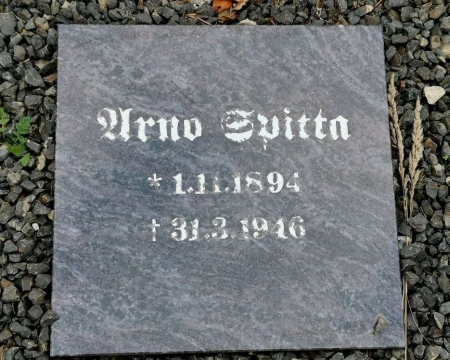 Arno Spitta
* 1.11.1894
† 31.3.1946